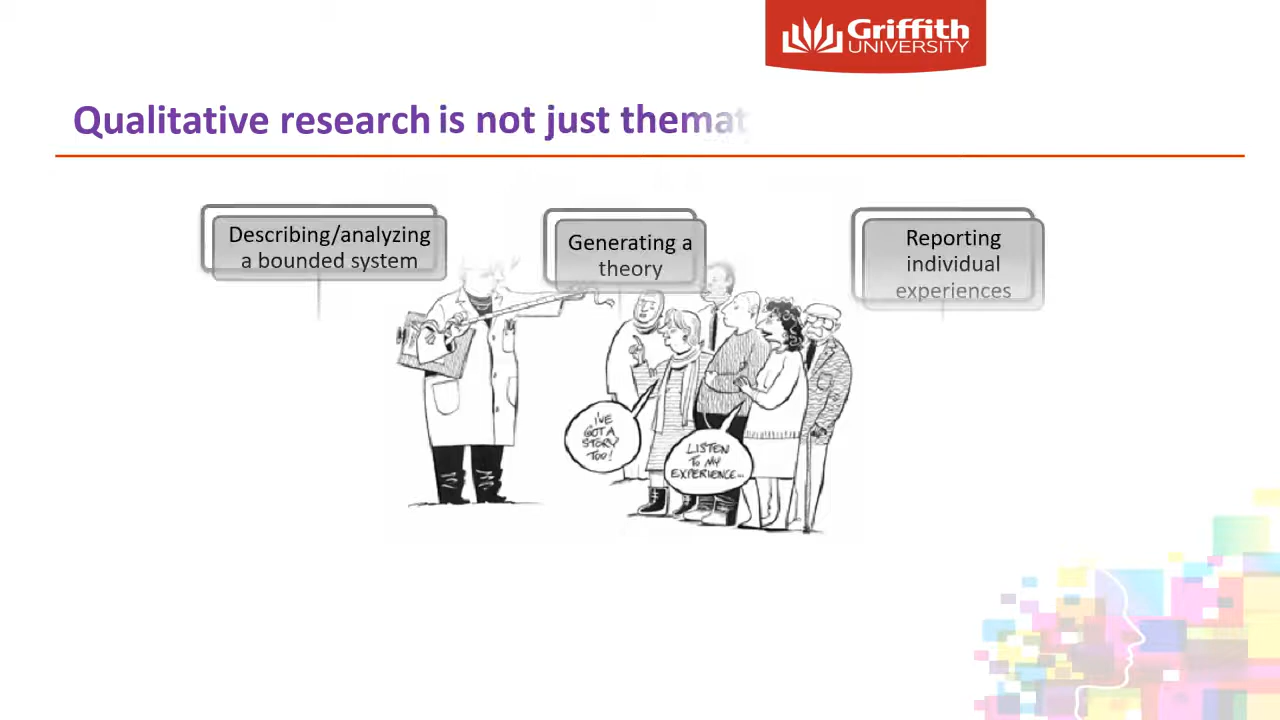 Griffith
UNIVERSITY
Qualitative research is not just themat
Describing/analyzing
a bounded system
Generating a
theory
Reporting
individual
experiences
I'VE
GOT A
STORY
TOO!
LISTEN
TO MY
EXPERIENCE...